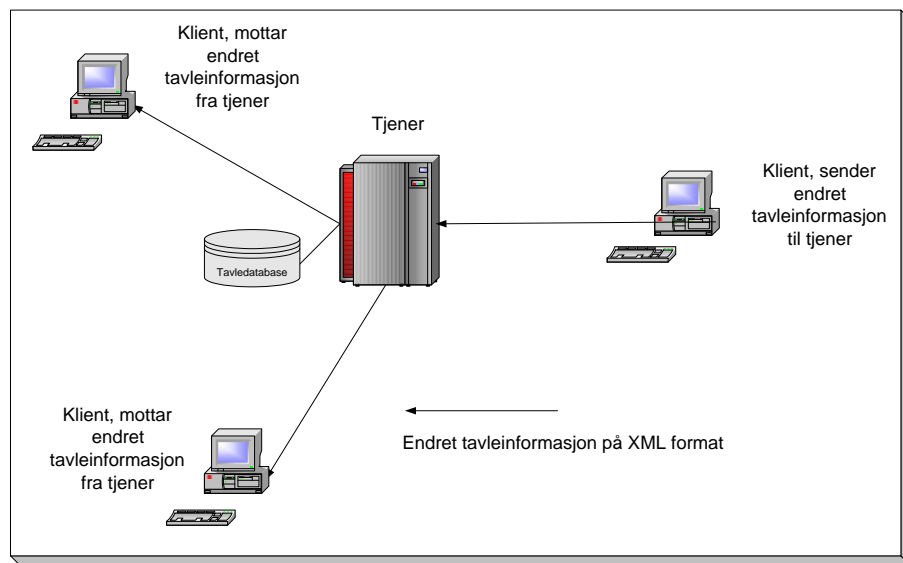 Klient, mottar
endret
tavleinformasjon
fra tjener
Tjener
Klient, sender
endret
tavleinformasjon
til tjener
Tavledatabase
Klient, mottar
endret
tavleinformasjon
fra tjener
Endret tavleinformasjon på XML format